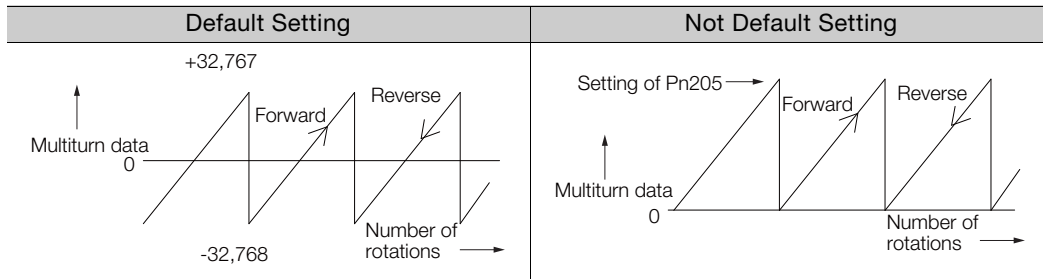 Default Setting
Not Default Setting
+32,767
Forward
Reverse
Multiturn data
0
Number of
rotations
-32,768
Setting of Pn205
Forward
Reverse
Multiturn data
0
Number of
rotations